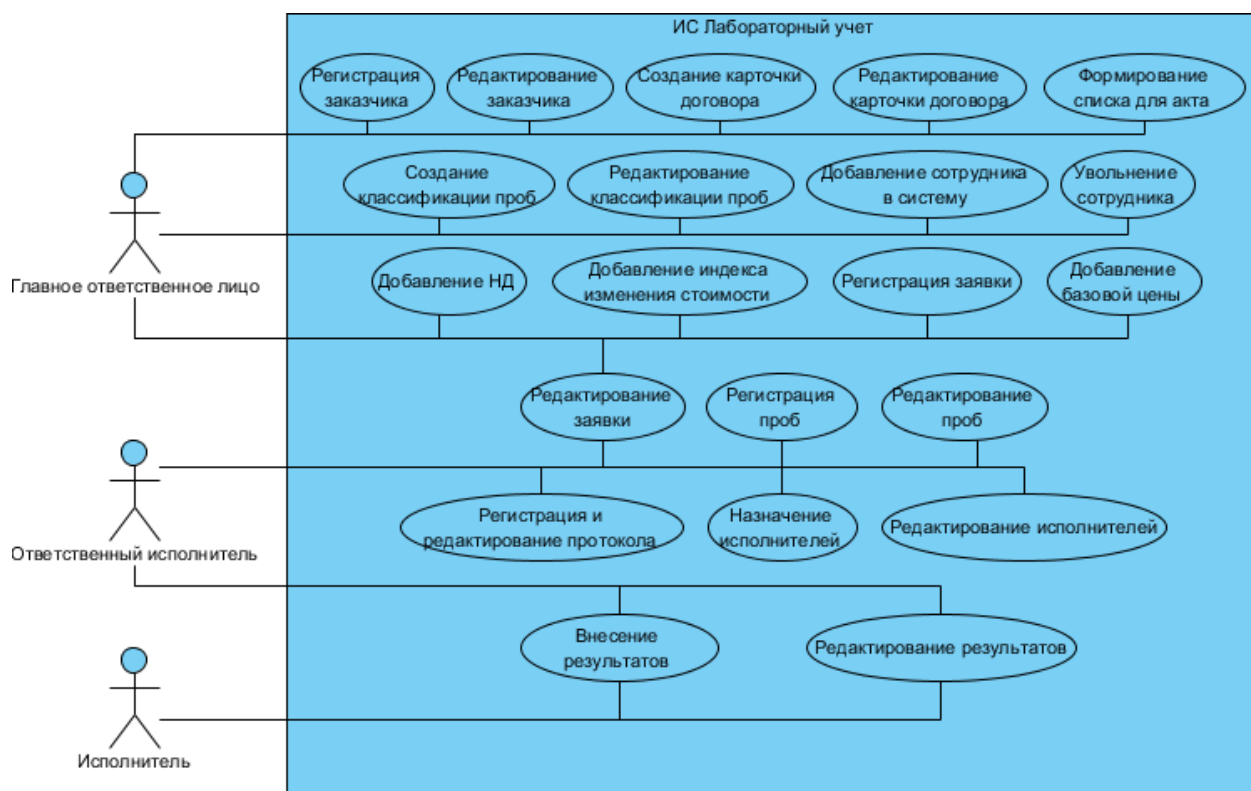 ИС Лабораторный учет
Регистрация
заказчика
Редактирование
заказчика
Создание карточки
договора
Редактирование
карточки договора
Формирование
списка для акта
Создание
классификации проб
Редактирование
классификации проб
Добавление сотрудника
в систему
Увольнение
сотрудника
Главное ответственное лицо
Добавление НД
Добавление индекса
изменения стоимости
Регистрация заявки
Добавление
базовой цены
Редактирование
заявки
Регистрация
проб
Редактирование
проб
Ответственный исполнитель
Регистрация и
редактирование протокола
Назначение
исполнителей
Редактирование исполнителей
Внесение
результатов
Редактирование результатов
Исполнитель